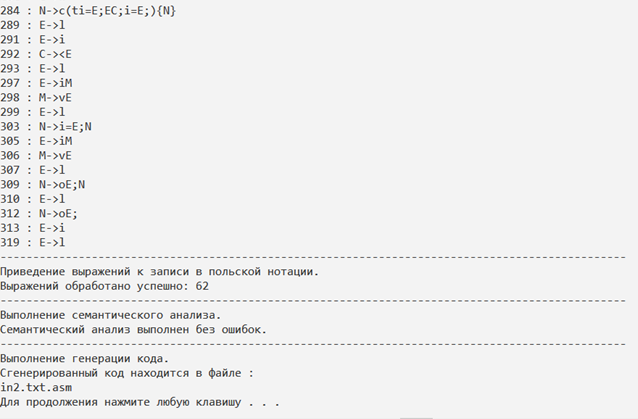 284 : N->c(ti=E;EC;i=E;){N}
289 : E->l
291 : E->i
292 : C-><E
293 : E->l
297 : E->iM
298 : M->vE
299 : E->l
303 : N->i=E;N
305 : E->iM
306 : M->vE
307 : E->l
309 : N->oE;N
310 : E->l
312 : N->oE;
313 : E->i
319 : E->l
------------------------------------------------------------------------------------------
Приведение выражений к записи в польской нотации.
Выражений обработано успешно: 62
------------------------------------------------------------------------------------------
Выполнение семантического анализа.
Семантический анализ выполнен без ошибок.
------------------------------------------------------------------------------------------
Выполнение генерации кода.
Сгенерированный код находится в файле :
in2.txt.asm
Для продолжения нажмите любую клавишу . . .